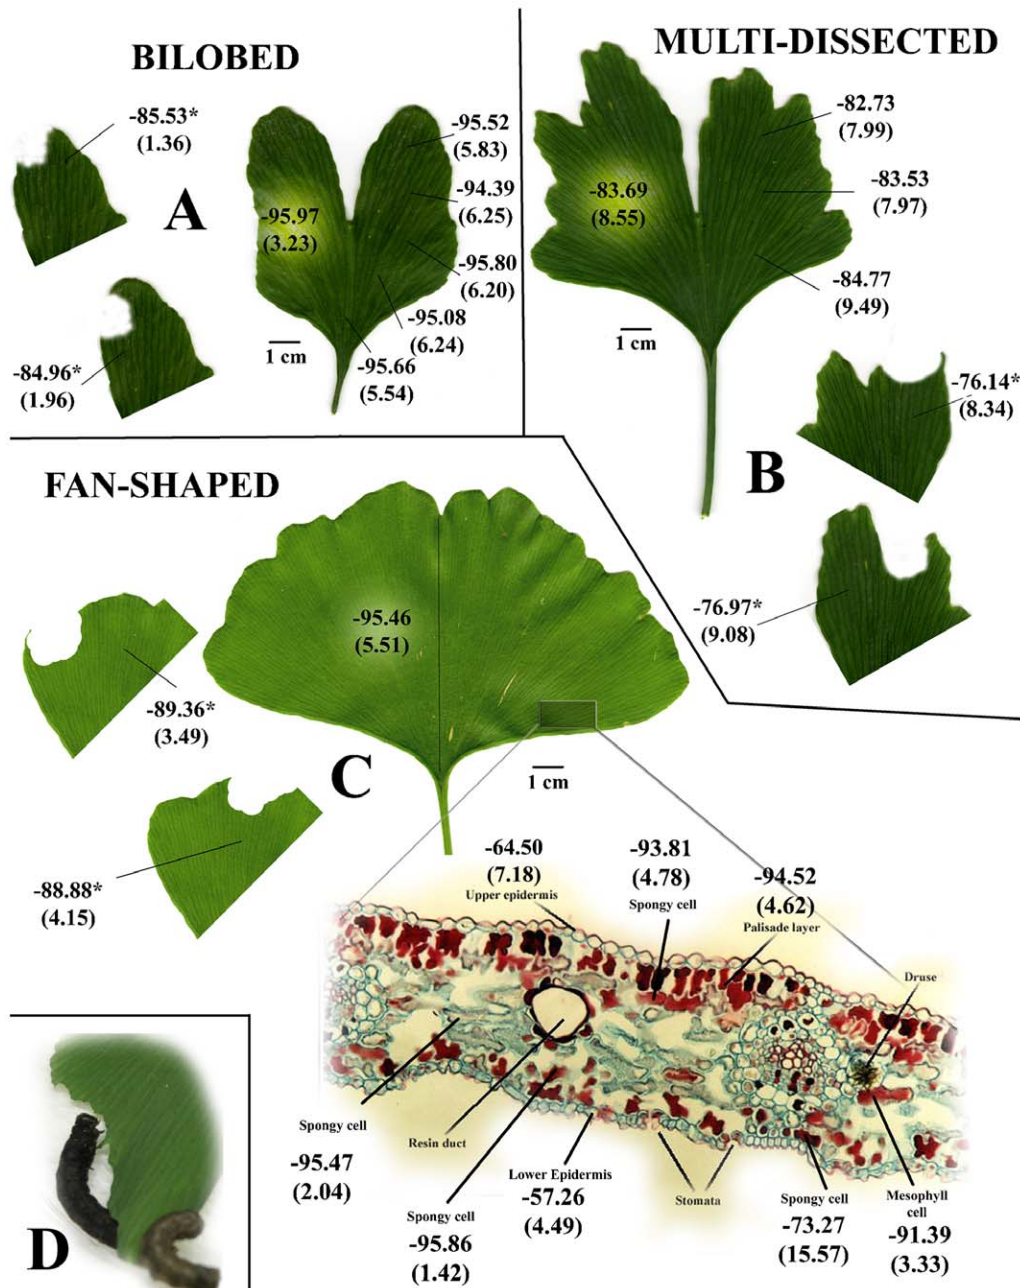 BILOBED
-85.53*
(1.36)
A
-84.96*
(1.96)
-95.97
(3.23)
-95.52
(5.83)
-94.39
(6.25)
-95.80
(6.20)
-95.08
(6.24)
-95.66
(5.54)
1 cm
MULTI-DISSECTED
-83.69
(8.55)
-82.73
(7.99)
-83.53
(7.97)
-84.77
(9.49)
1 cm
-76.14*
(8.34)
B
-76.97*
(9.08)
FAN-SHAPED
-95.46
(5.51)
-89.36*
(3.49)
C
1 cm
-88.88*
(4.15)
-64.50
(7.18)
Upper epidermis
-93.81
(4.78)
Spongy cell
-94.52
(4.62)
Palisade layer
Druse
Spongy cell
-95.47
(2.04)
Resin duct
Spongy cell
-95.86
(1.42)
Lower Epidermis
-57.26
(4.49)
Stomata
Spongy cell
-73.27
(15.57)
Mesophyll
cell
-91.39
(3.33)
D